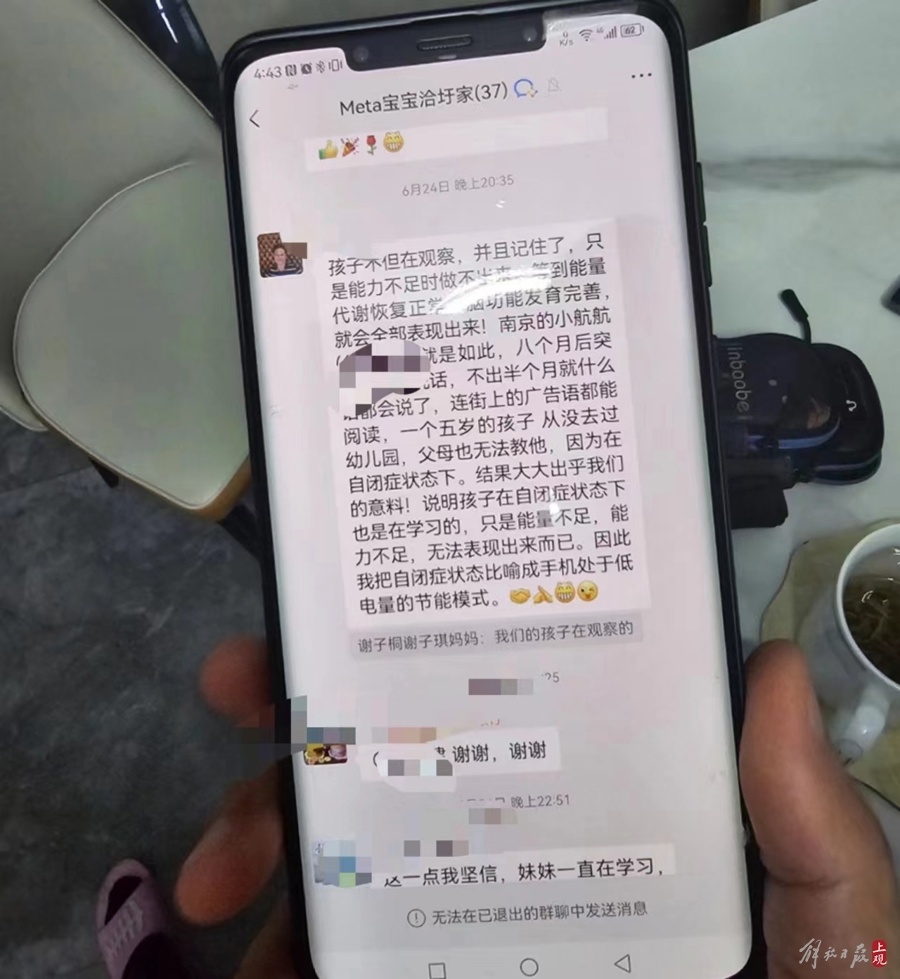 4:43
K/s
62
Meta宝宝洽圩家(37)
6月24日 晚上20:35
孩子不但在观察，并且记住了，只
是能力不足时做不出来，等到能量
代谢恢复正常 脑功能发育完善，
就会全部表现出来！南京的小航航
就是如此，八个月后突
说话，不出半个月就什么
话都会说了，连街上的广告语都能
阅读，一个五岁的孩子 从没去过
幼儿园，父母也无法教他，因为在
自闭症状态下。结果大大出乎我们
的意料！说明孩子在自闭症状态下
也是在学习的，只是能量不足，能
力不足，无法表现出来而已。因此
我把自闭症状态比喻成手机处于低
电量的节能模式。
谢子桐谢子琪妈妈：我们的孩子在观察的
25
谢谢，谢谢
晚上22:51
这一点我坚信，妹妹一直在学习，
无法在已退出的群聊中发送消息
jinboobei
解放日报 上观